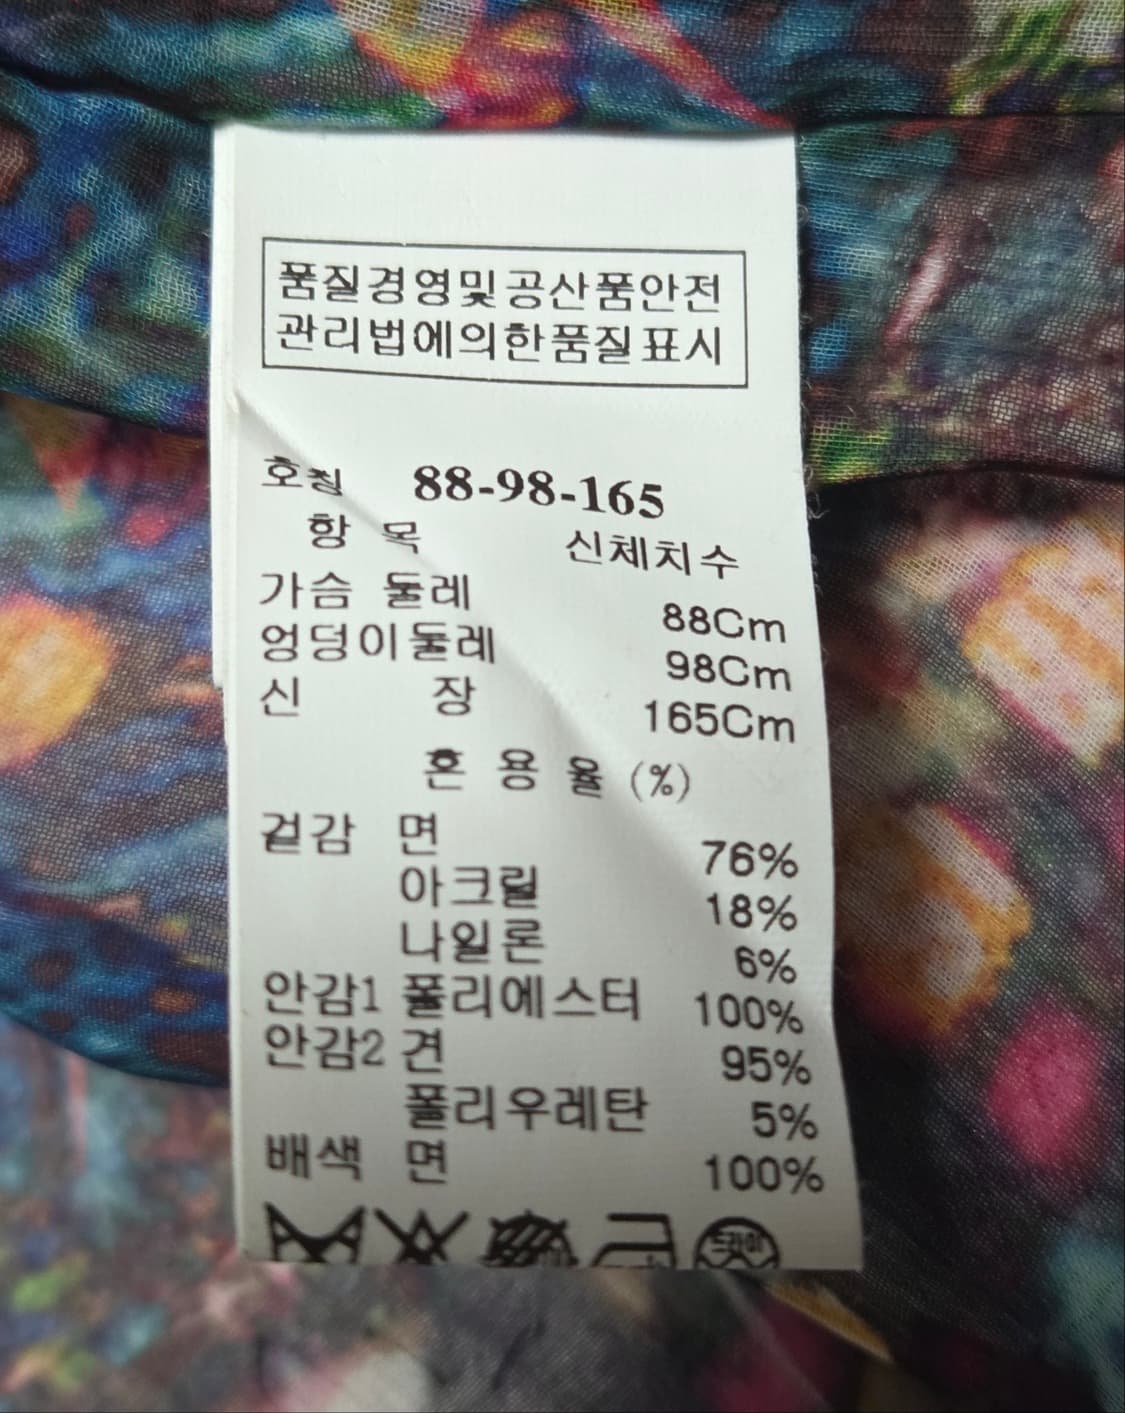 품질경영및공산품안전
관리법에의한품질표시
호칭 88-98-165
항 목 신체치수
가슴 둘레 88Cm
엉덩이둘레 98Cm
신 장 165Cm
혼 용 율 (%)
겉감 면 76%
아크릴 18%
나일론 6%
안감1 폴리에스터 100%
안감2 견 95%
폴리우레탄 5%
배색 면 100%
드라이